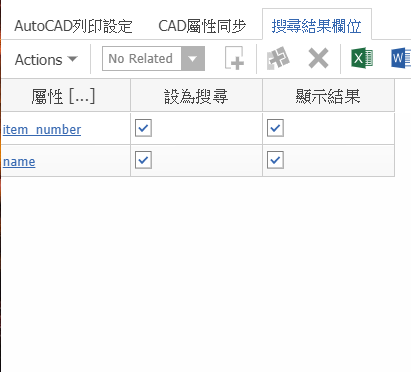 AutoCAD列印設定 CAD屬性同步 搜尋結果欄位
Actions No Related
屬性 [...] 設為搜尋 顯示結果
item_number
name